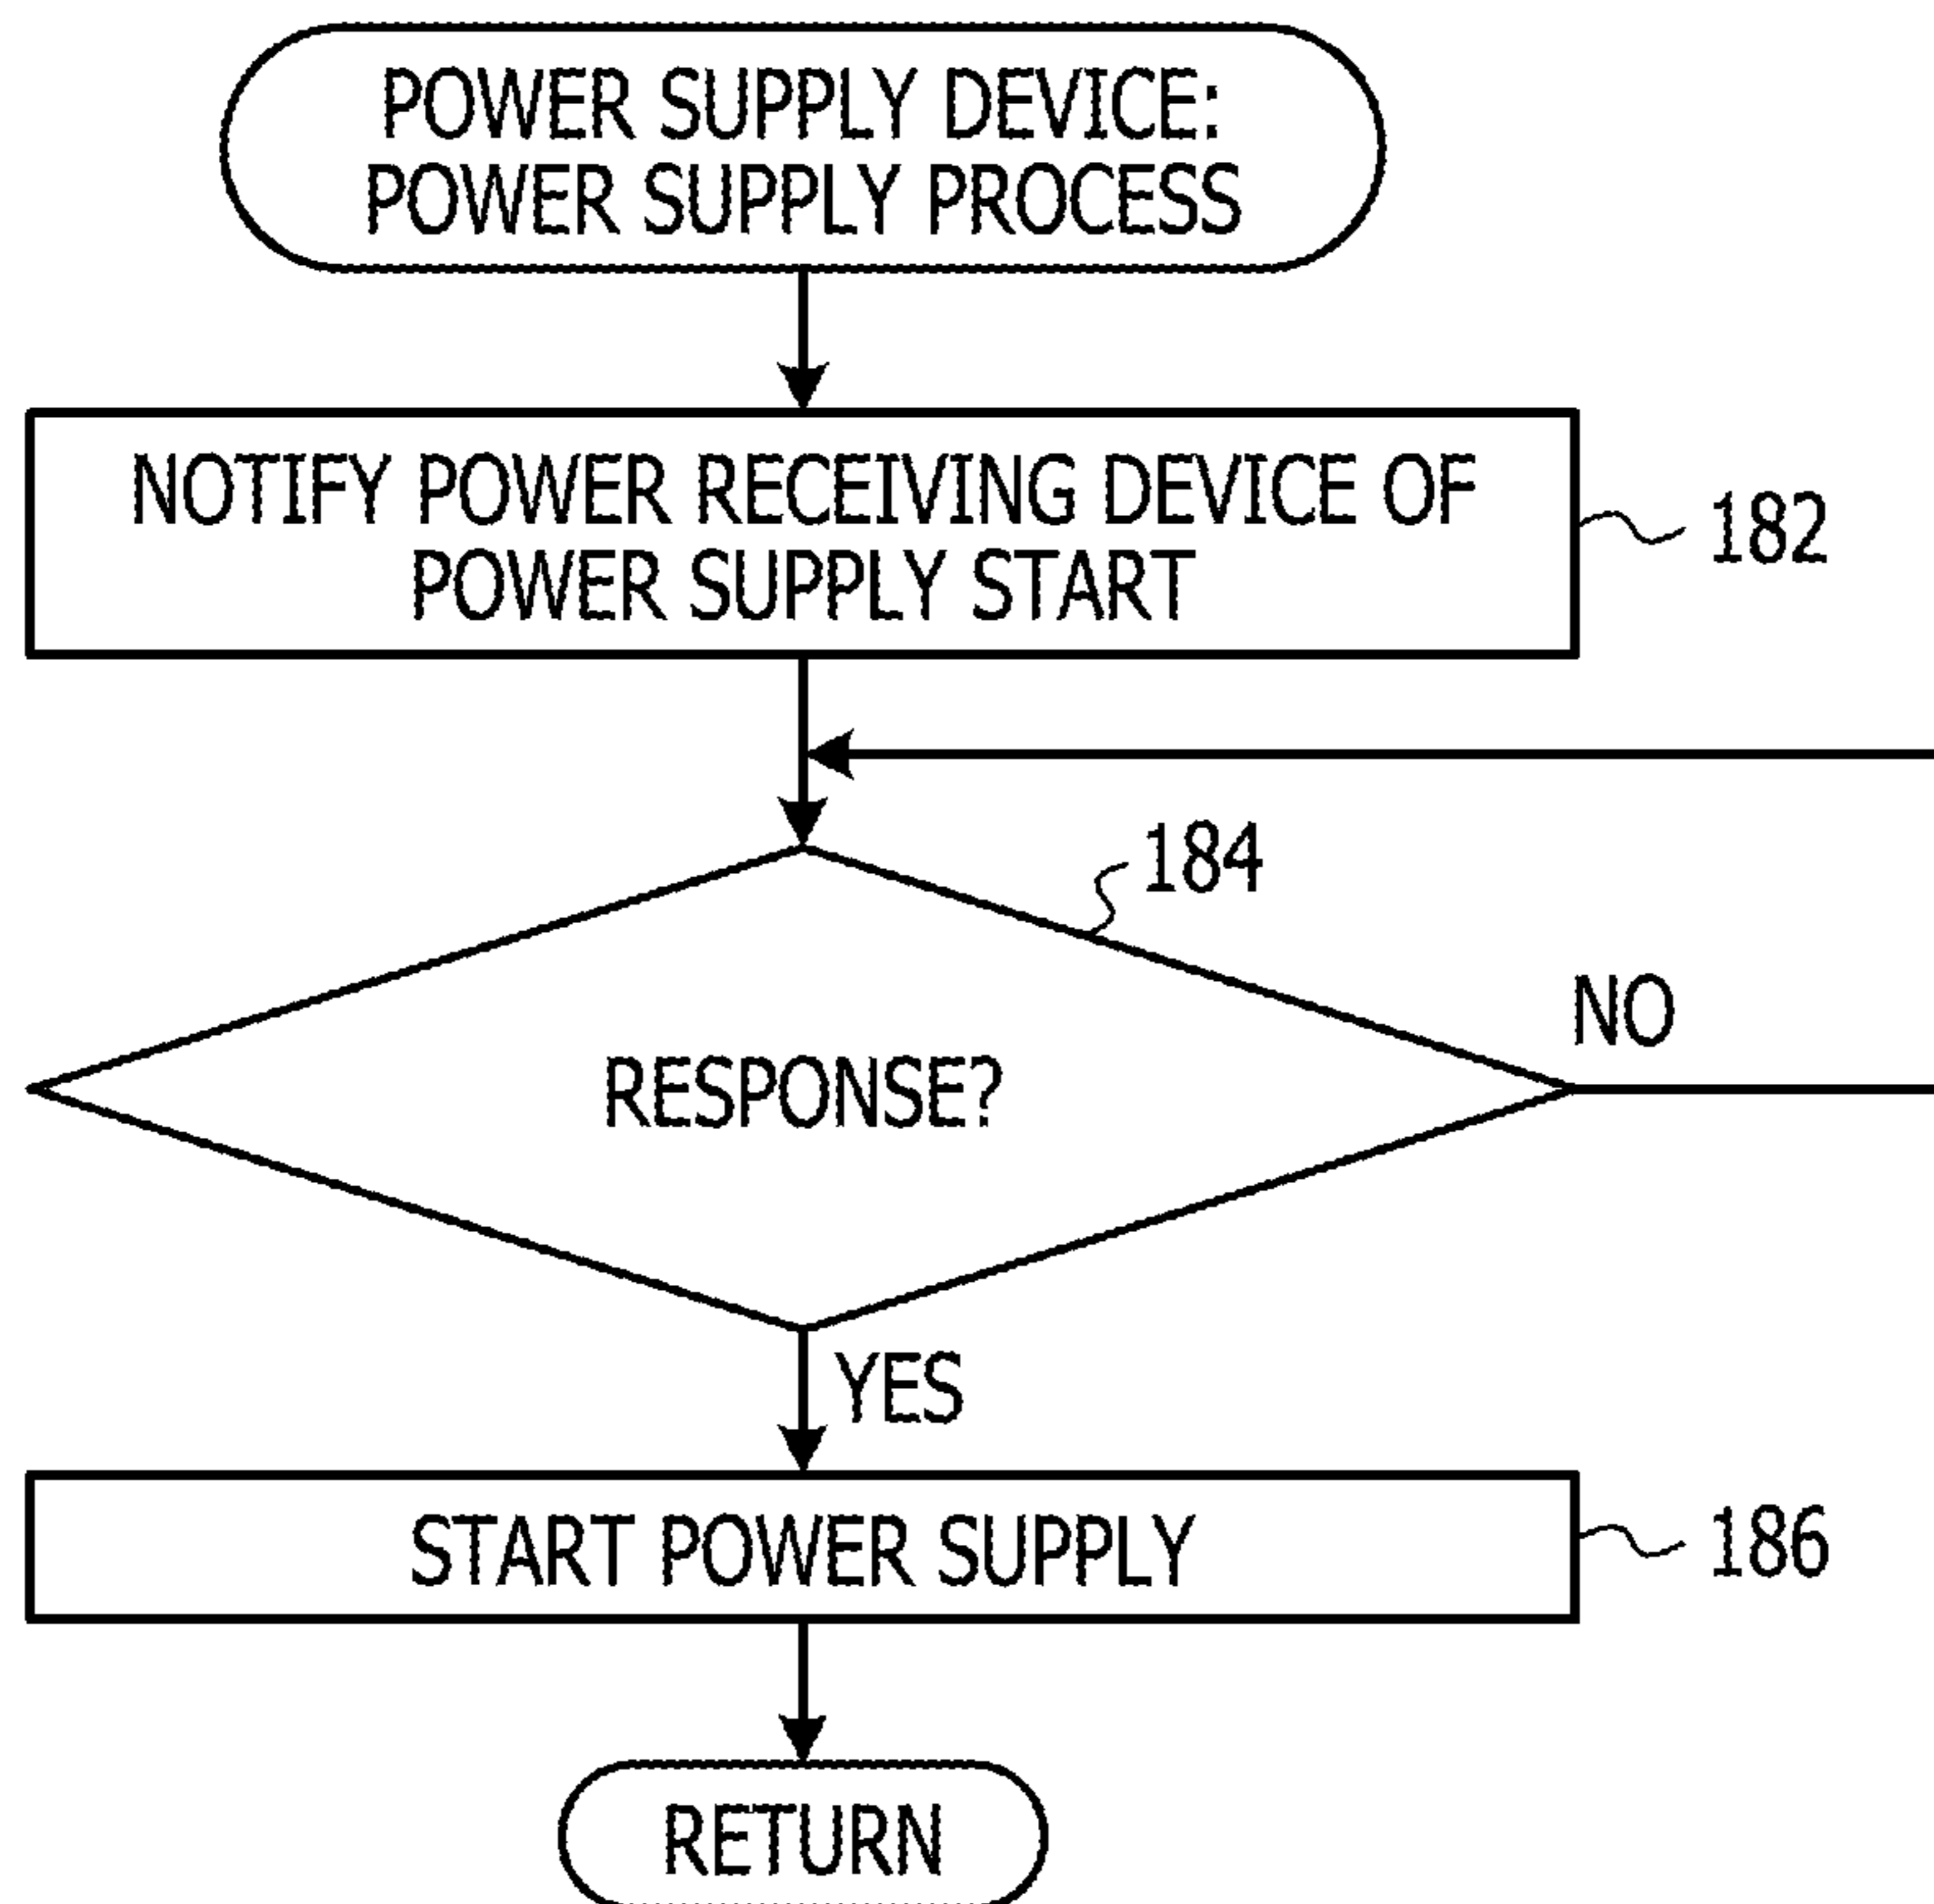 POWER SUPPLY DEVICE:
POWER SUPPLY PROCESS
NOTIFY POWER RECEIVING DEVICE OF
POWER SUPPLY START
182
184
NO
RESPONSE?
YES
START POWER SUPPLY
186
RETURN